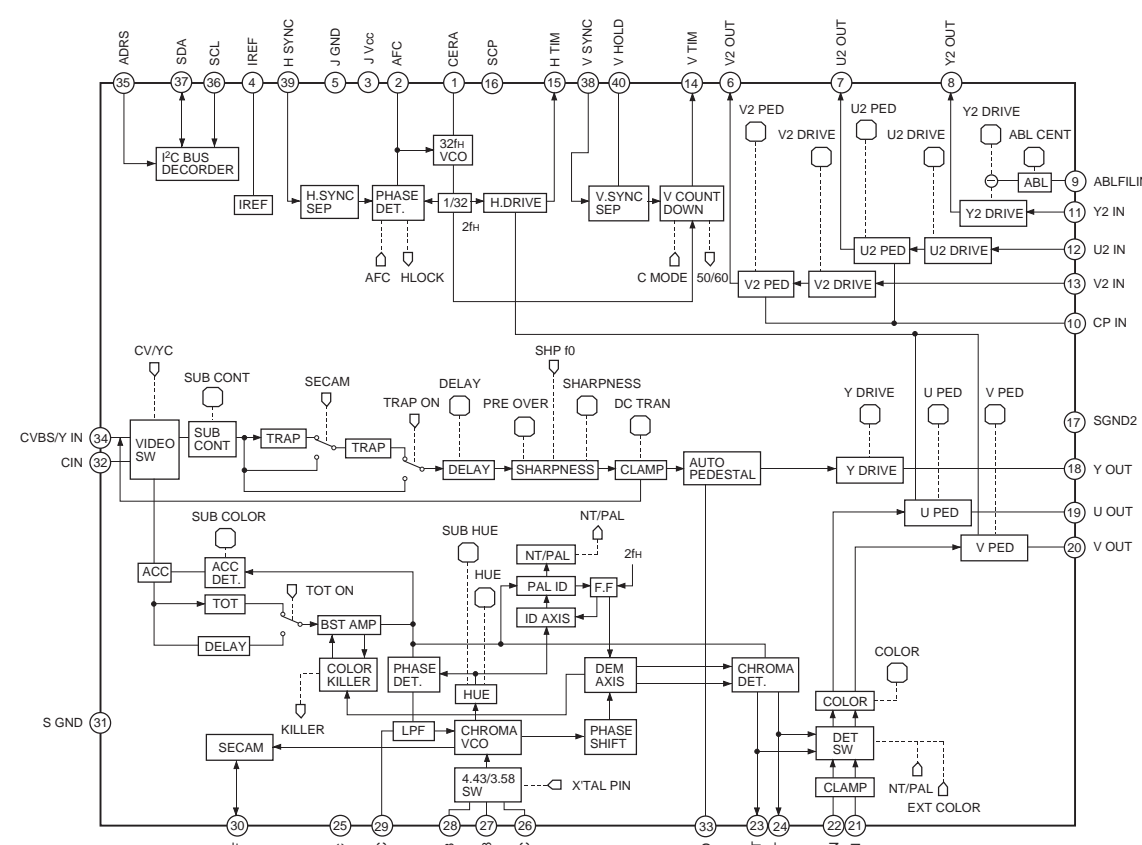 ADRS
SDA
SCL
IREF
H SYNC
J GND
J Vcc
AFC
CERA
SCP
H TIM
V SYNC
V HOLD
V TIM
V2 OUT
U2 OUT
Y2 OUT
35
37
36
4
39
5
3
2
1
16
15
38
40
14
6
7
8
I²C BUS
DECORDER
IREF
H.SYNC
SEP
PHASE
DET.
32fH
VCO
1/32
2fH
H.DRIVE
V.SYNC
SEP
V COUNT
DOWN
AFC
HLOCK
C MODE
50/60
V2 PED
V2 DRIVE
U2 PED
U2 DRIVE
Y2 DRIVE
ABL CENT
ABL
9
ABLFILIN
Y2 DRIVE
11
Y2 IN
U2 PED
U2 DRIVE
12
U2 IN
V2 PED
V2 DRIVE
13
V2 IN
10
CP IN
CV/YC
SUB CONT
SECAM
TRAP ON
DELAY
PRE OVER
SHP f0
SHARPNESS
DC TRAN
Y DRIVE
U PED
V PED
17
SGND2
CVBS/Y IN
34
CIN
32
VIDEO
SW
SUB
CONT
TRAP
TRAP
DELAY
SHARPNESS
CLAMP
AUTO
PEDESTAL
Y DRIVE
18
Y OUT
U PED
19
U OUT
V PED
20
V OUT
SUB COLOR
SUB HUE
HUE
NT/PAL
2fH
ACC
ACC
DET.
NT/PAL
PAL ID
F.F
ID AXIS
TOT
TOT ON
BST AMP
DELAY
COLOR
KILLER
PHASE
DET.
HUE
DEM
AXIS
CHROMA
DET.
COLOR
COLOR
S GND
31
KILLER
LPF
CHROMA
VCO
PHASE
SHIFT
DET
SW
SECAM
4.43/3.58
SW
X'TAL PIN
CLAMP
NT/PAL
EXT COLOR
30
25
29
28
27
26
33
23
24
22
21